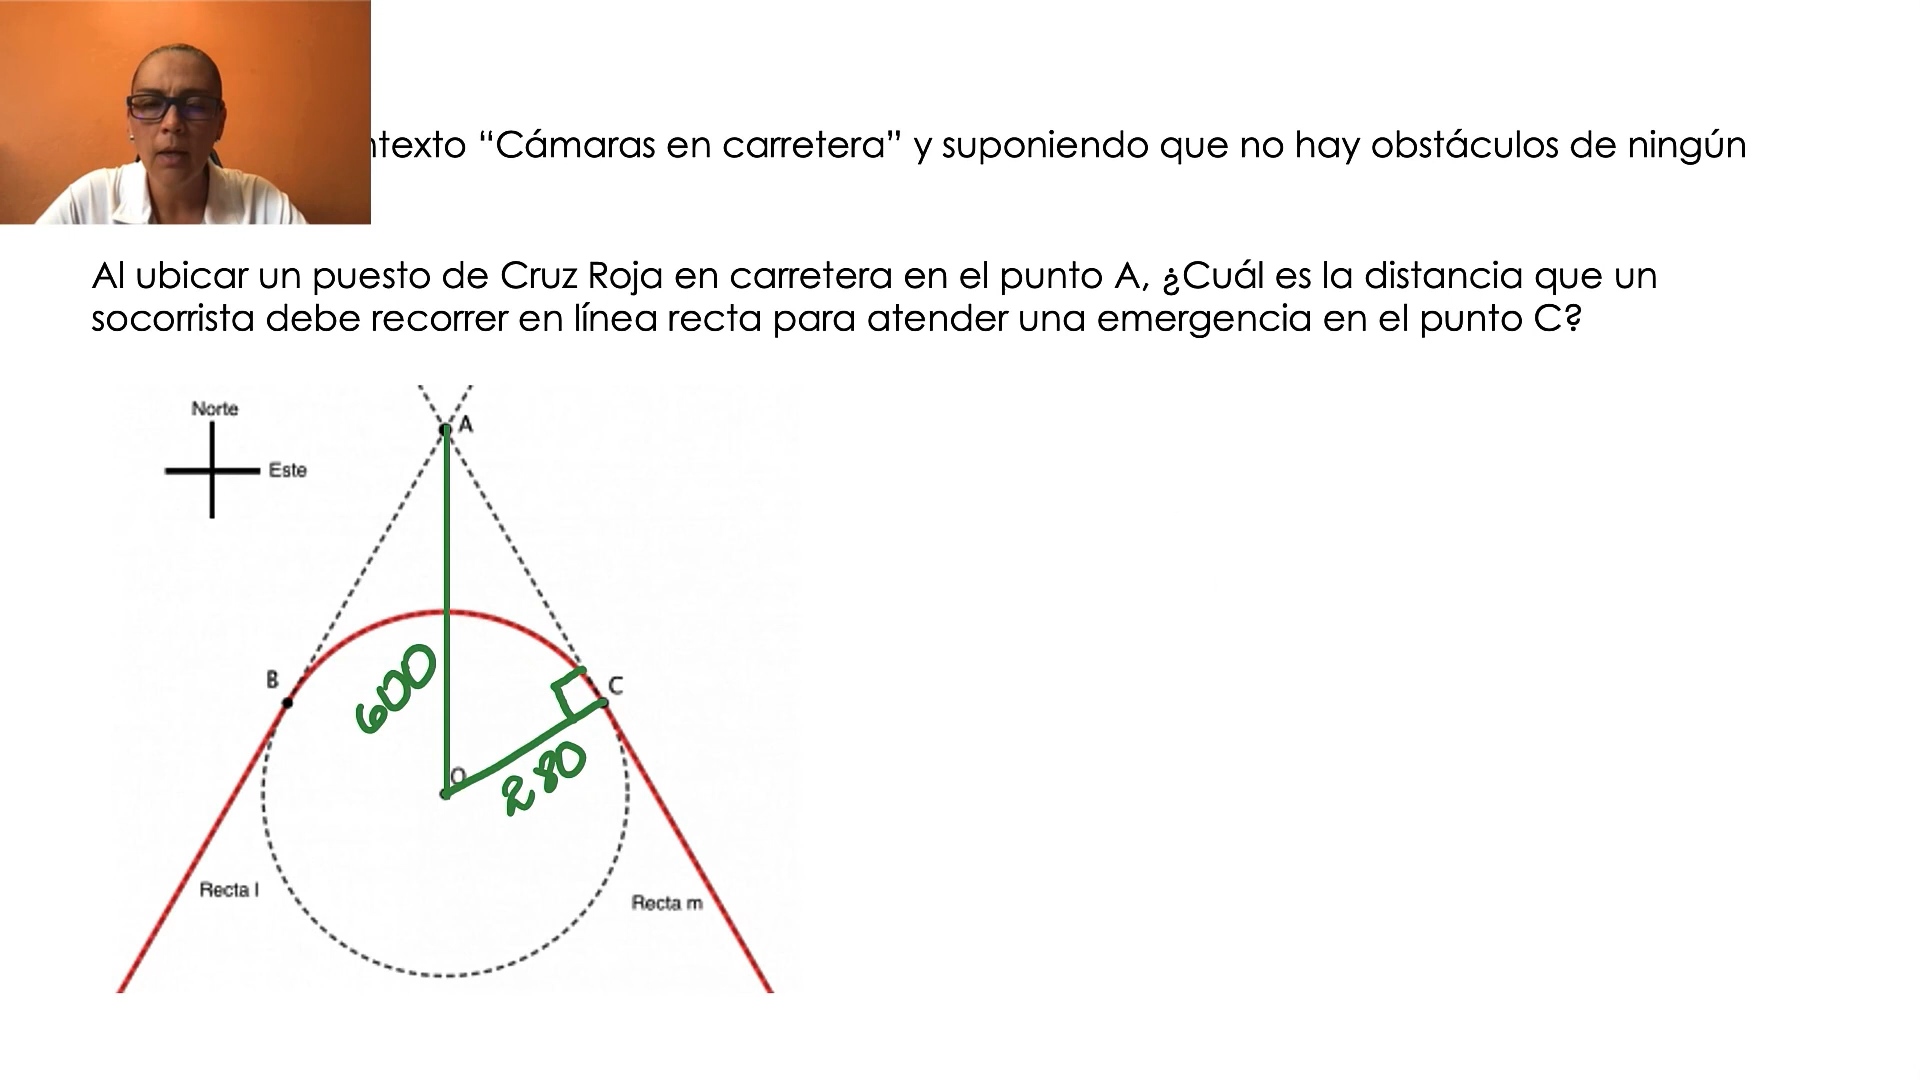 ntexto “Cámaras en carretera” y suponiendo que no hay obstáculos de ningún
Al ubicar un puesto de Cruz Roja en carretera en el punto A, ¿Cuál es la distancia que un
socorrista debe recorrer en línea recta para atender una emergencia en el punto C?
Norte
A
Este
B
C
600
O
280
Recta l
Recta m